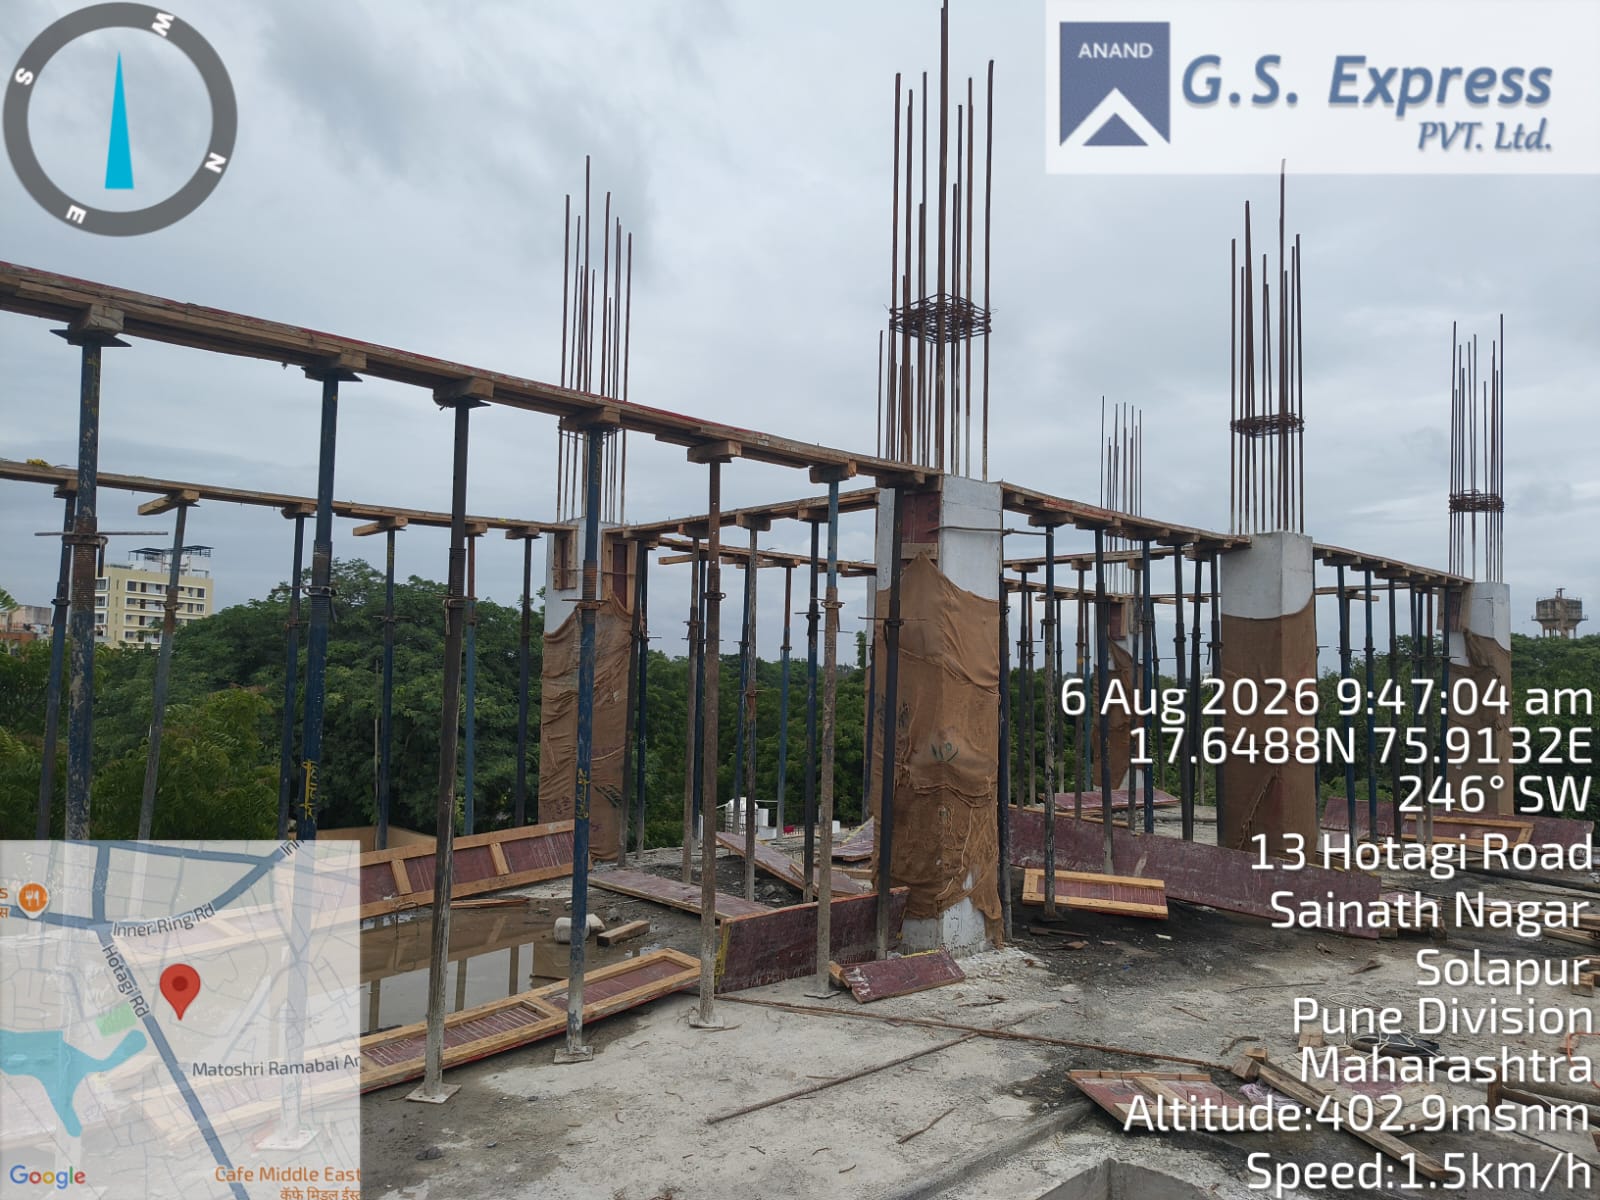 W
S
N
E
ANAND
G.S. Express
PVT. Ltd.
6 Aug 2026 9:47:04 am
17.6488N 75.9132E
246° SW
13 Hotagi Road
Sainath Nagar
Solapur
Pune Division
Maharashtra
Altitude:402.9msnm
Speed:1.5km/h
Inner Ring Rd
Hotagi Rd
Matoshri Ramabai
Cafe Middle East
कॅफे मिडल
Google